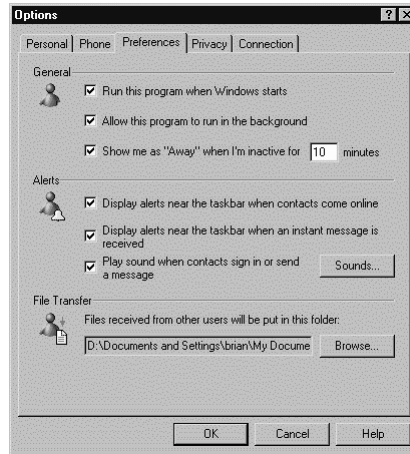 Options
Personal Phone Preferences Privacy Connection
General
Run this program when Windows starts
Allow this program to run in the background
Show me as "Away" when I'm inactive for 10 minutes
Alerts
Display alerts near the taskbar when contacts come online
Display alerts near the taskbar when an instant message is
received
Play sound when contacts sign in or send
a message
Sounds...
File Transfer
Files received from other users will be put in this folder:
D:\Documents and Settings\brian\My Docume Browse...
OK Cancel Help